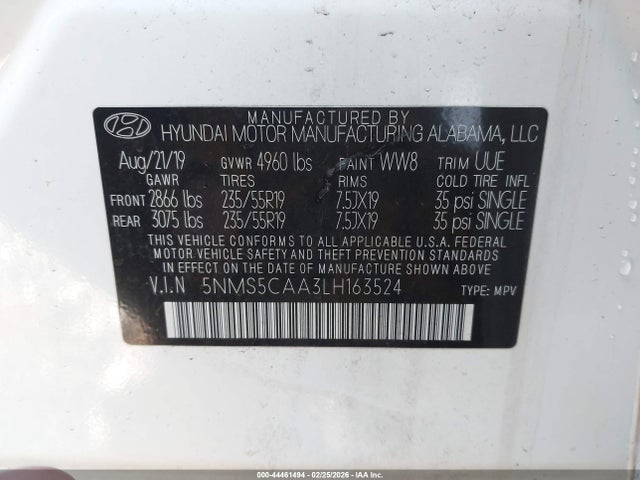 MANUFACTURED BY
HYUNDAI MOTOR MANUFACTURING ALABAMA, LLC
Aug/21/19 GVWR 4960 lbs PAINT WW8 TRIM UUE
GAWR TIRES RIMS COLD TIRE INFL
FRONT 2866 lbs 235/55R19 7.5JX19 35 psi SINGLE
REAR 3075 lbs 235/55R19 7.5JX19 35 psi SINGLE
THIS VEHICLE CONFORMS TO ALL APPLICABLE U.S.A. FEDERAL
MOTOR VEHICLE SAFETY AND THEFT PREVENTION STANDARDS IN
EFFECT ON THE DATE OF MANUFACTURE SHOWN ABOVE.
V.I.N 5NMS5CAA3LH163524 TYPE: MPV
000-44461494 - 02/25/2026 - COPYRIGHT IAA, LLC.